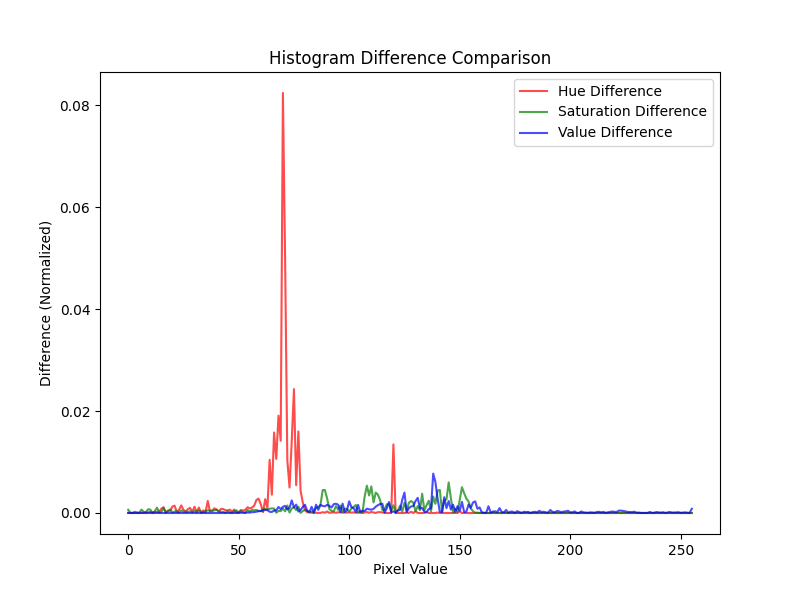 Histogram Difference Comparison
Hue Difference
Saturation Difference
Value Difference
Difference (Normalized)
0.08
0.06
0.04
0.02
0.00
0 50 100 150 200 250
Pixel Value